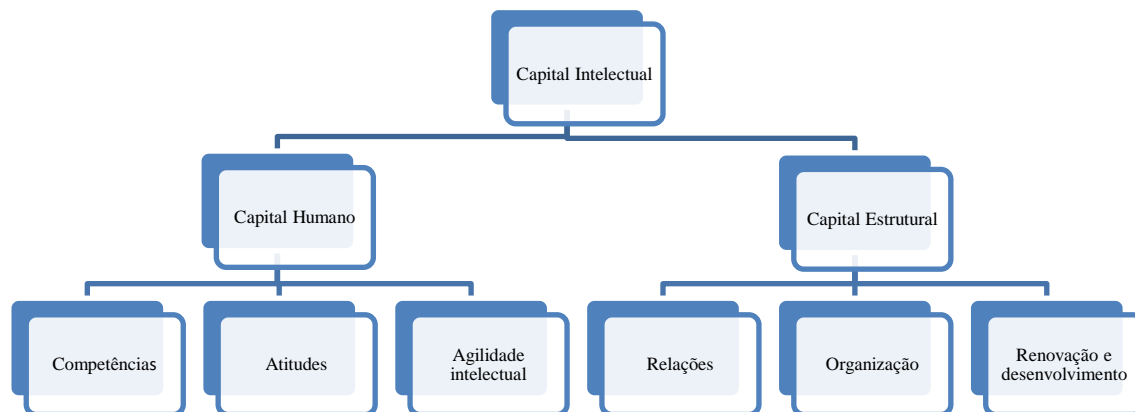 Capital Intelectual
Capital Humano
Capital Estrutural
Competências
Atitudes
Agilidade
intelectual
Relações
Organização
Renovação e
desenvolvimento